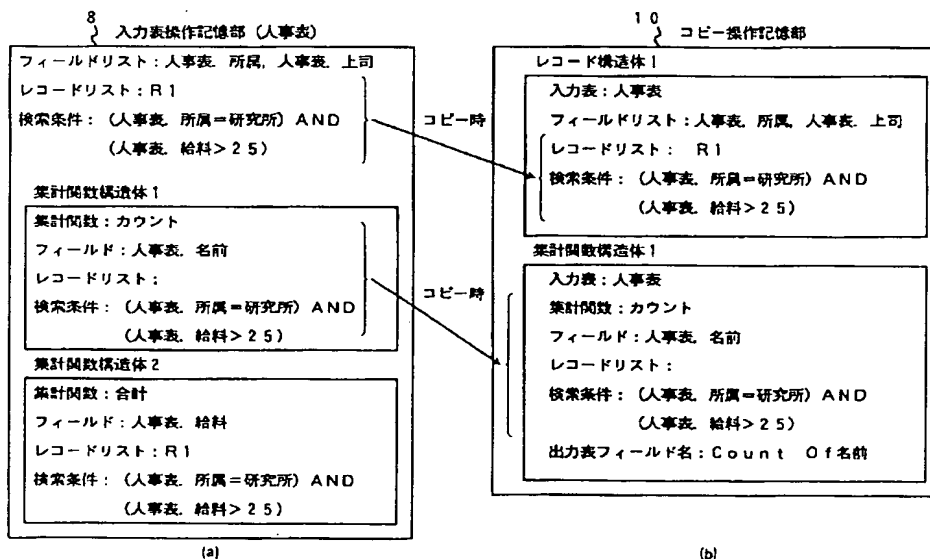 8
入力表操作記憶部（人事表）
フィールドリスト：人事表．所属，人事表．上司
レコードリスト：R1
検索条件：（人事表．所属＝研究所）AND
（人事表．給料＞25）
集計関数構造体1
集計関数：カウント
フィールド：人事表．名前
レコードリスト：
検索条件：（人事表．所属＝研究所）AND
（人事表．給料＞25）
集計関数構造体2
集計関数：合計
フィールド：人事表．給料
レコードリスト：R1
検索条件：（人事表．所属＝研究所）AND
（人事表．給料＞25）
(a)
コピー時
コピー時
10
コピー操作記憶部
レコード構造体1
入力表：人事表
フィールドリスト：人事表．所属，人事表．上司
レコードリスト： R1
検索条件：（人事表．所属＝研究所）AND
（人事表．給料＞25）
集計関数構造体1
入力表：人事表
集計関数：カウント
フィールド：人事表．名前
レコードリスト：
検索条件：（人事表．所属＝研究所）AND
（人事表．給料＞25）
出力表フィールド名：Count Of名前
(b)